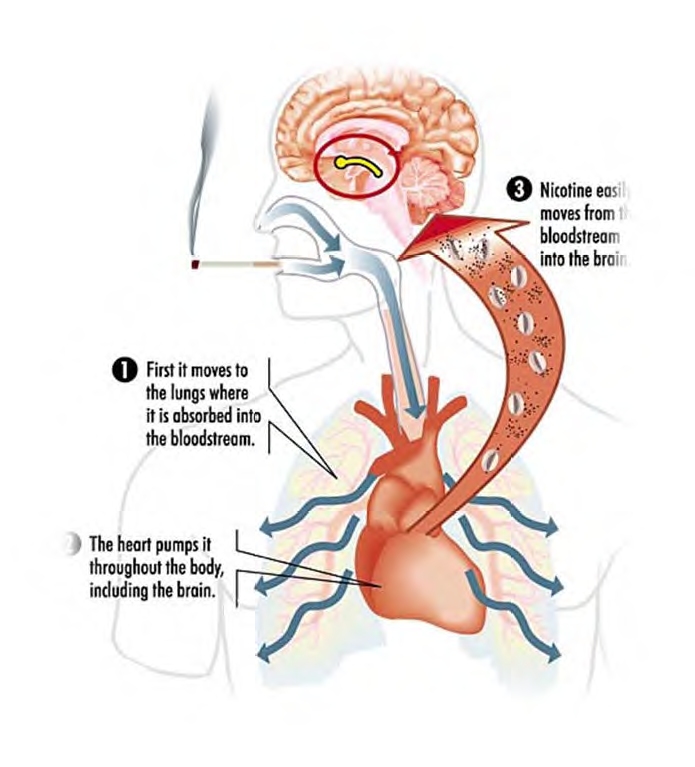 1 First it moves to
the lungs where
it is absorbed into
the bloodstream.
2 The heart pumps it
throughout the body,
including the brain.
3 Nicotine easil
moves from th
bloodstream
into the brain